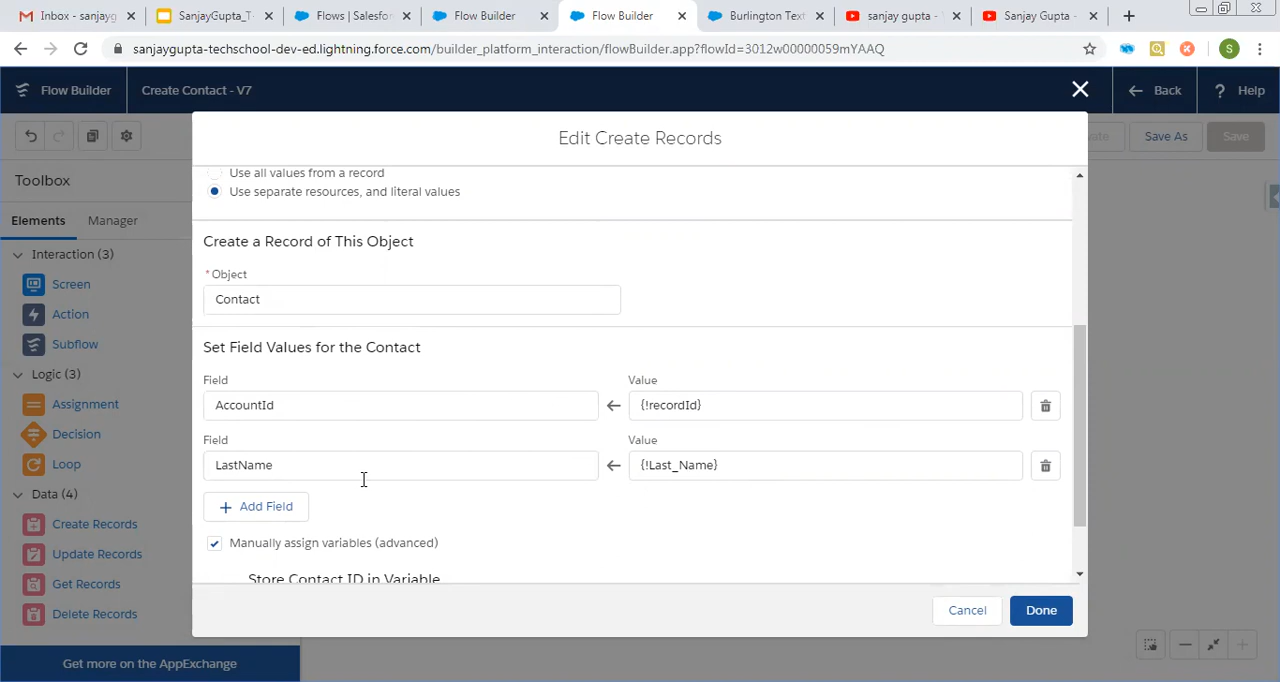 Inbox - sanjayg
SanjayGupta_T
Flows | Salesfo
Flow Builder
Flow Builder
Burlington Text
sanjay gupta -
Sanjay Gupta -
sanjaygupta-techschool-dev-ed.lightning.force.com/builder_platform_interaction/flowBuilder.app?flowId=3012w00000059mYAAQ
S
Flow Builder
Create Contact - V7
Back
? Help
Save As
Save
Edit Create Records
Toolbox
Elements
Manager
Interaction (3)
Screen
Action
Subflow
Logic (3)
Assignment
Decision
Loop
Data (4)
Create Records
Update Records
Get Records
Delete Records
Get more on the AppExchange
Use all values from a record
Use separate resources, and literal values
Create a Record of This Object
* Object
Contact
Set Field Values for the Contact
Field
Value
AccountId
{!recordId}
Field
Value
LastName
{!Last_Name}
+ Add Field
Manually assign variables (advanced)
Store Contact ID in Variable
Cancel
Done